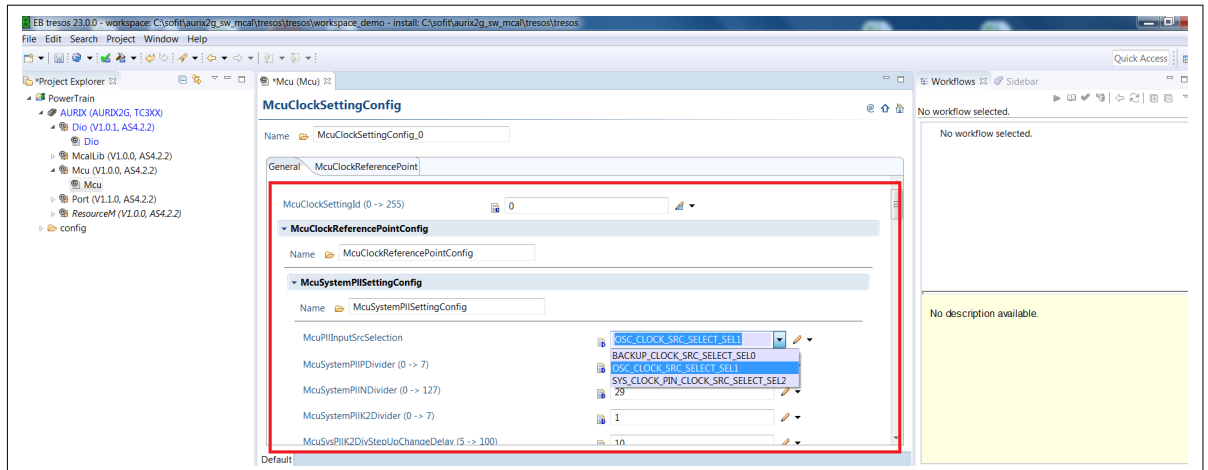 EB tresos 23.0.0 - workspace: C:\sofit\aurix2g_sw_mcal\tresos\tresos\workspace_demo - install: C:\sofit\aurix2g_sw_mcal\tresos\tresos
File Edit Search Project Window Help
Quick Access
*Project Explorer
*Mcu (Mcu)
Workflows
Sidebar
PowerTrain
AURIX (AURIX2G, TC3XX)
Dio (V1.0.1, AS4.2.2)
Dio
McalLib (V1.0.0, AS4.2.2)
Mcu (V1.0.0, AS4.2.2)
Mcu
Port (V1.1.0, AS4.2.2)
ResourceM (V1.0.0, AS4.2.2)
config
McuClockSettingConfig
Name McuClockSettingConfig_0
General McuClockReferencePoint
McuClockSettingId (0 -> 255) 0
McuClockReferencePointConfig
Name McuClockReferencePointConfig
McuSystemPllSettingConfig
Name McuSystemPllSettingConfig
McuPllInputSrcSelection OSC_CLOCK_SRC_SELECT_SEL1
BACKUP_CLOCK_SRC_SELECT_SEL0
McuSystemPllPDivider (0 -> 7) OSC_CLOCK_SRC_SELECT_SEL1
SYS_CLOCK_PIN_CLOCK_SRC_SELECT_SEL2
McuSystemPllNDivider (0 -> 127) 29
McuSystemPllK2Divider (0 -> 7) 1
McuSysPllK2DivStepUpChangeDelay (5 -> 100) 10
Default
No workflow selected.
No workflow selected.
No description available.